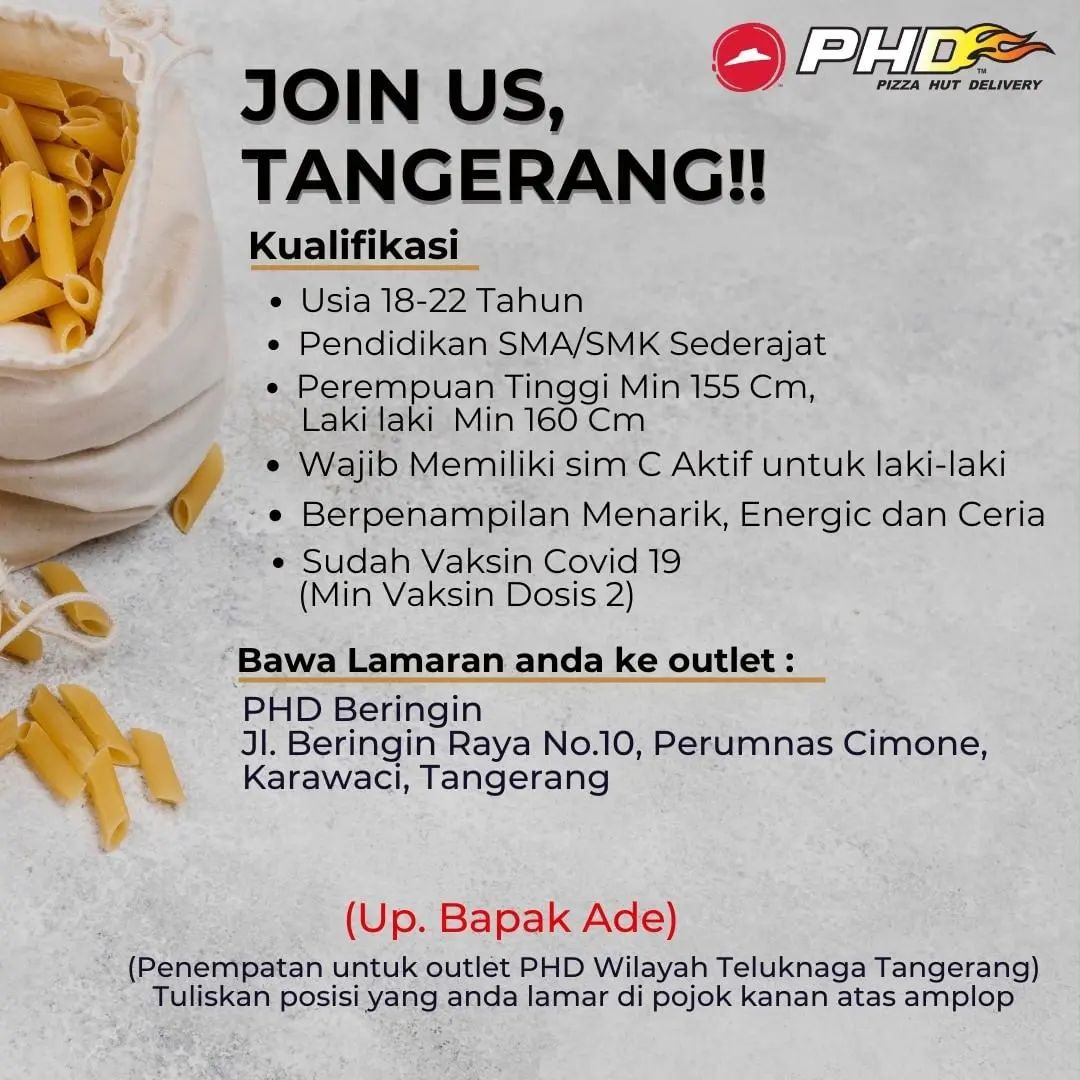 PHD
TM
PIZZA HUT DELIVERY
JOIN US,
TANGERANG!!
Kualifikasi
• Usia 18-22 Tahun
• Pendidikan SMA/SMK Sederajat
• Perempuan Tinggi Min 155 Cm,
Laki laki Min 160 Cm
• Wajib Memiliki sim C Aktif untuk laki-laki
• Berpenampilan Menarik, Energic dan Ceria
• Sudah Vaksin Covid 19
(Min Vaksin Dosis 2)
Bawa Lamaran anda ke outlet :
PHD Beringin
Jl. Beringin Raya No.10, Perumnas Cimone,
Karawaci, Tangerang
(Up. Bapak Ade)
(Penempatan untuk outlet PHD Wilayah Teluknaga Tangerang)
Tuliskan posisi yang anda lamar di pojok kanan atas amplop